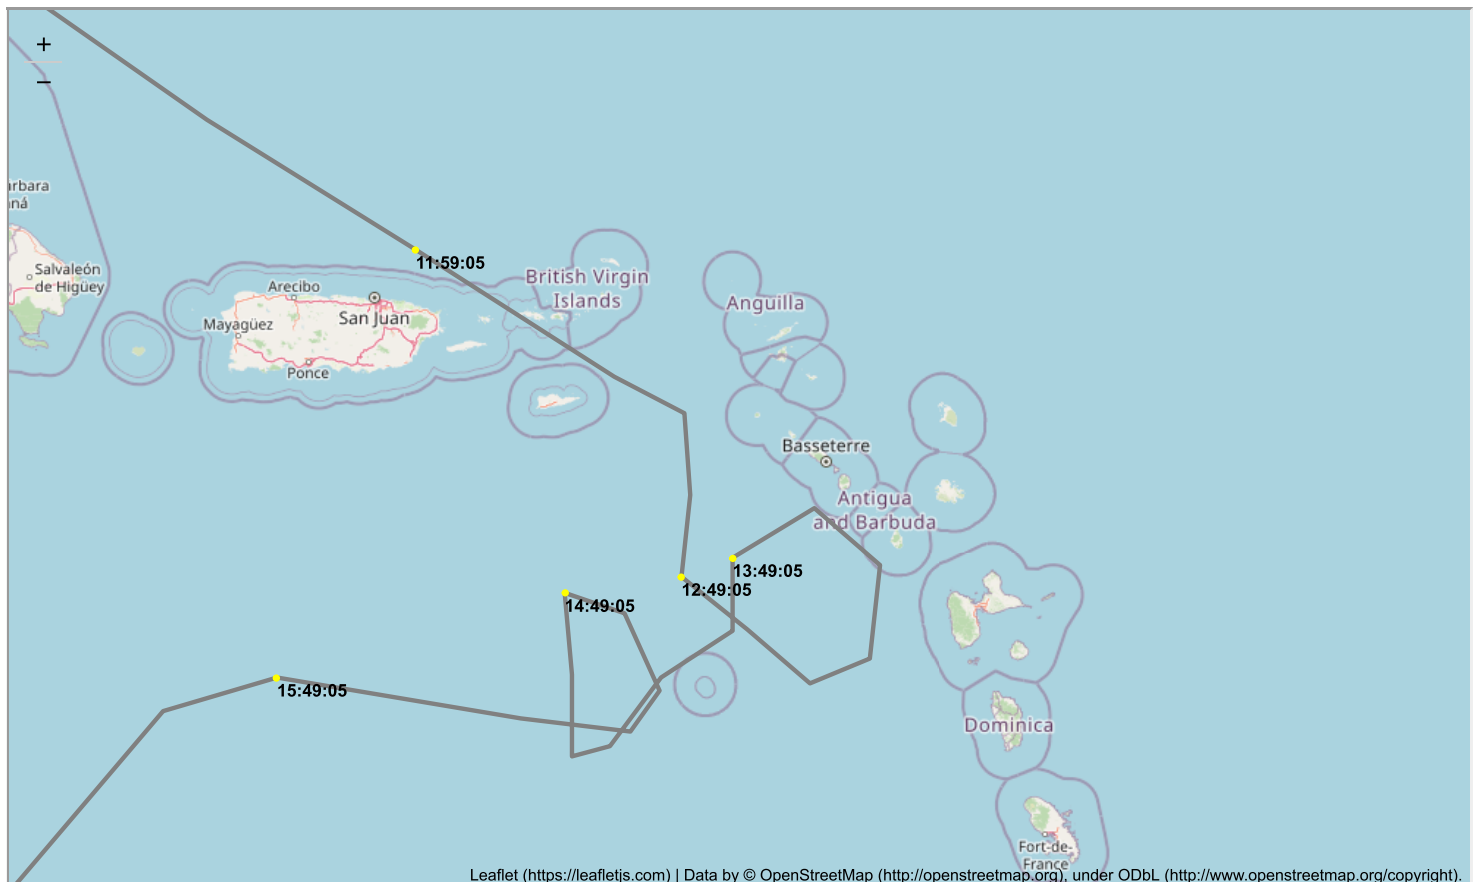 +
−
ná
Salvaleón
de Higüey
11:59:05
British Virgin
Islands
Anguilla
Arecibo
San Juan
Mayagüez
Ponce
Basseterre
Antigua
and Barbuda
13:49:05
12:49:05
14:49:05
15:49:05
Dominica
Fort-de-
France
Leaflet (https://leafletjs.com) | Data by © OpenStreetMap (http://openstreetmap.org), under ODbL (http://www.openstreetmap.org/copyright).